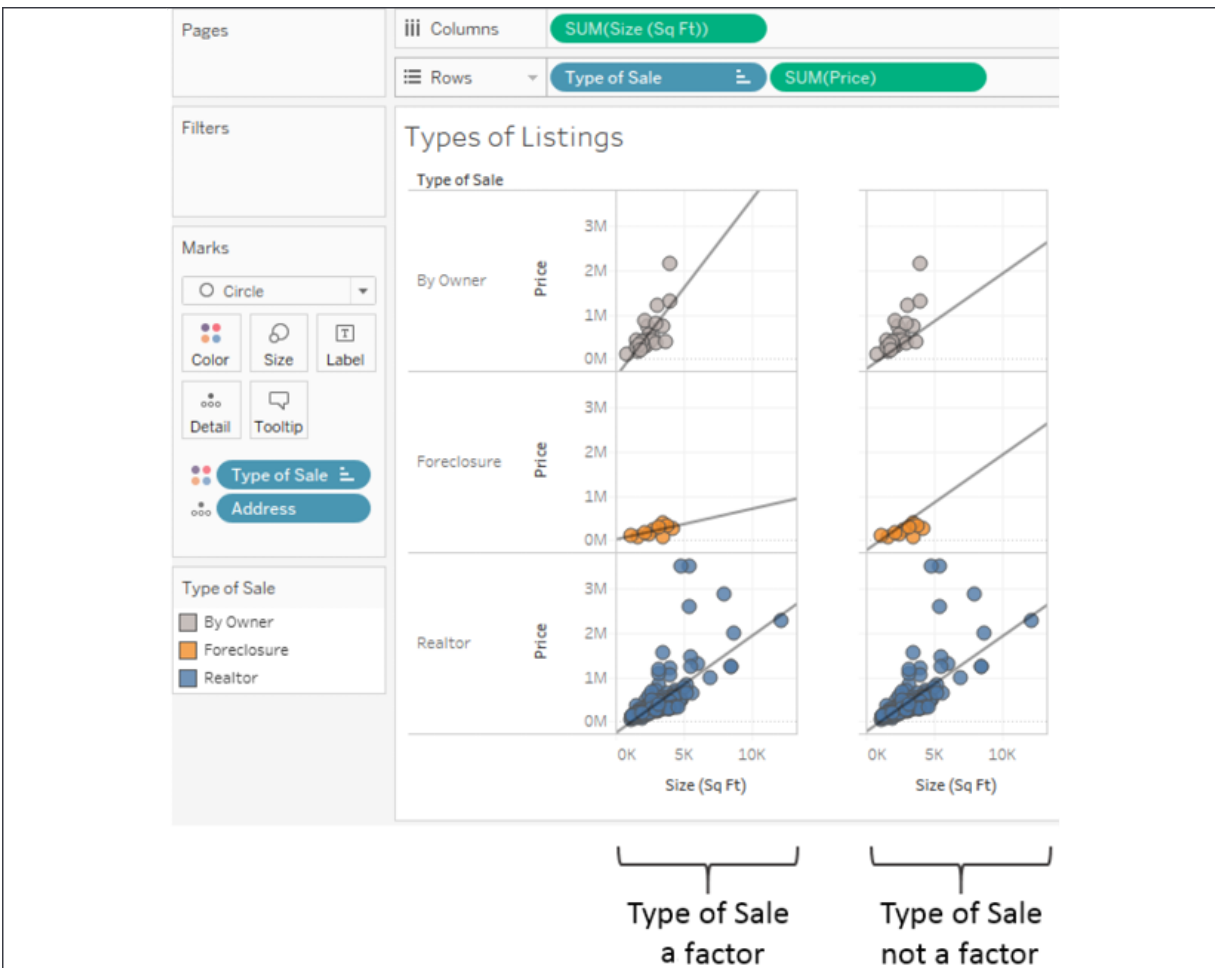 Pages
iii Columns
SUM(Size (Sq Ft))
Rows
Type of Sale
SUM(Price)
Filters
Types of Listings
Type of Sale
Marks
Circle
Color
Size
Label
Detail
Tooltip
Type of Sale
Address
Type of Sale
By Owner
Foreclosure
Realtor
By Owner
Price
3M
2M
1M
0M
Foreclosure
Price
3M
2M
1M
0M
Realtor
Price
3M
2M
1M
0M
0K 5K 10K
0K 5K 10K
Size (Sq Ft)
Size (Sq Ft)
Type of Sale
a factor
Type of Sale
not a factor